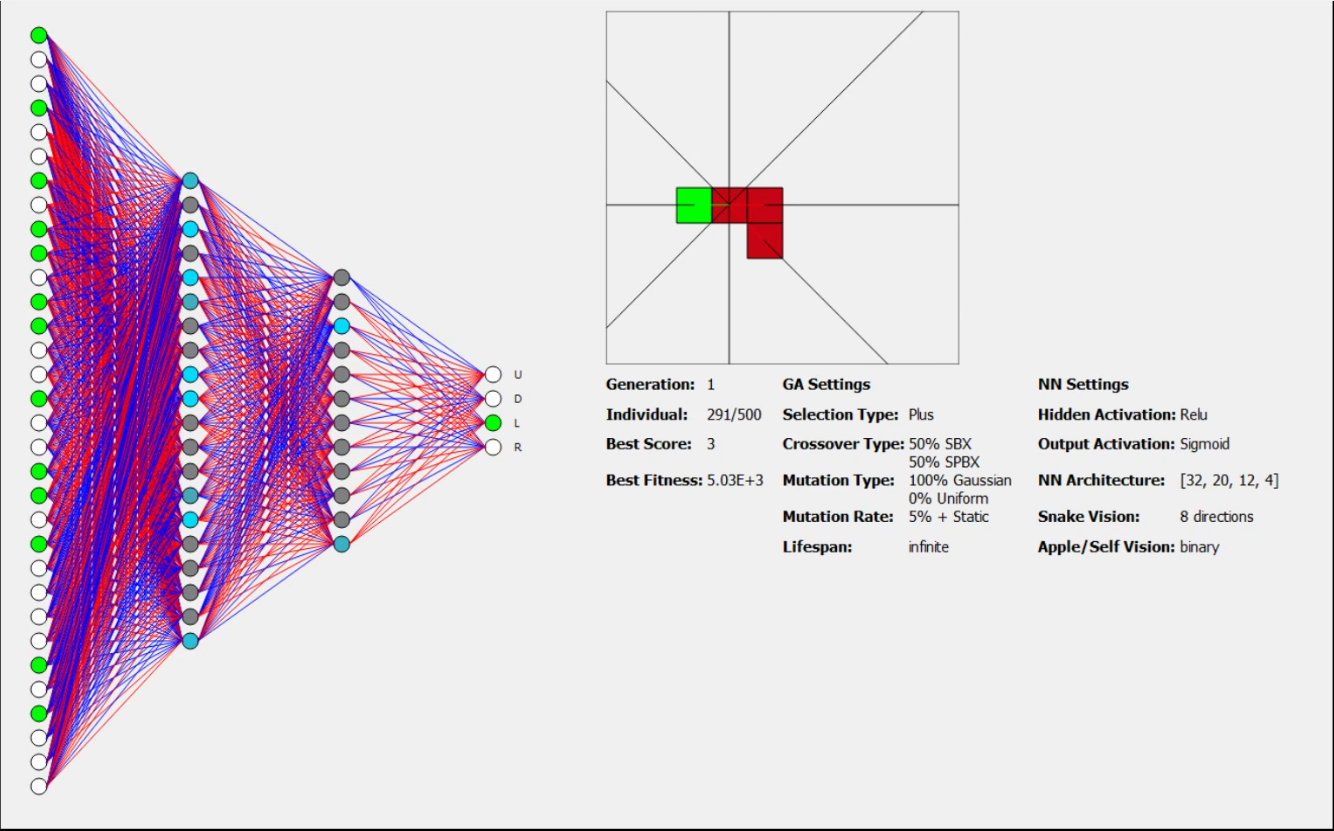 U
D
L
R
Generation: 1
Individual: 291/500
Best Score: 3
Best Fitness: 5.03E+3
GA Settings
Selection Type: Plus
Crossover Type: 50% SBX
50% SPBX
Mutation Type: 100% Gaussian
0% Uniform
Mutation Rate: 5% + Static
Lifespan: infinite
NN Settings
Hidden Activation: Relu
Output Activation: Sigmoid
NN Architecture: [32, 20, 12, 4]
Snake Vision: 8 directions
Apple/Self Vision: binary